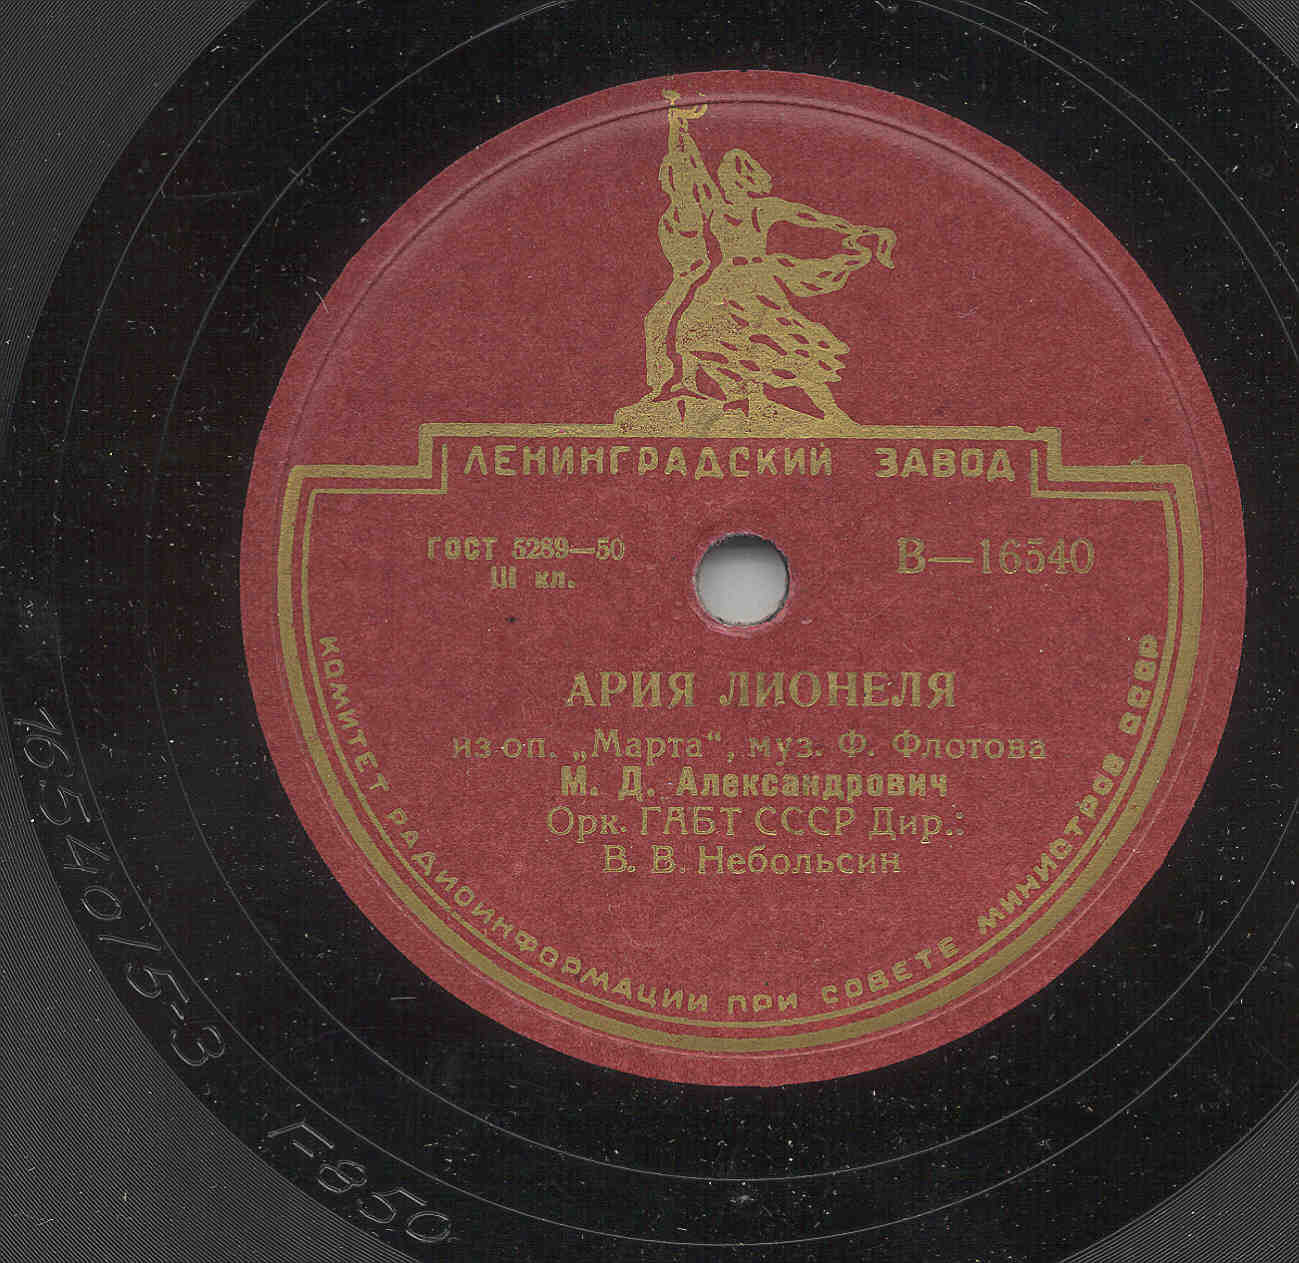 ЛЕНИНГРАДСКИЙ ЗАВОД
ГОСТ 5289—50
III кл.
В—16540
АРИЯ ЛИОНЕЛЯ
из оп. „Марта“, муз. Ф. Флотова
М. Д. Александрович
Орк. ГАБТ СССР Дир.:
В. В. Небольсин
КОМИТЕТ РАДИОИНФОРМАЦИИ ПРИ СОВЕТЕ МИНИСТРОВ СССР
16540/5-3 Г-850